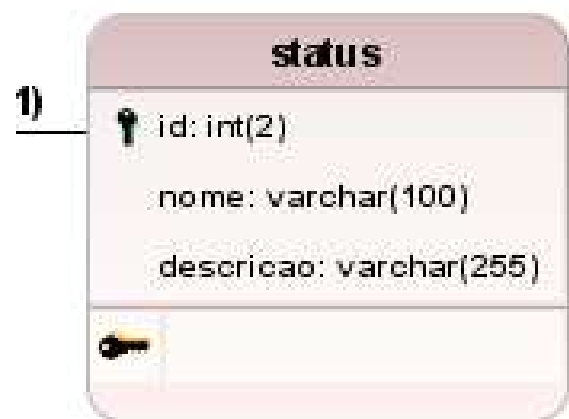 status
1)
id: int(2)
nome: varchar(100)
descricao: varchar(255)